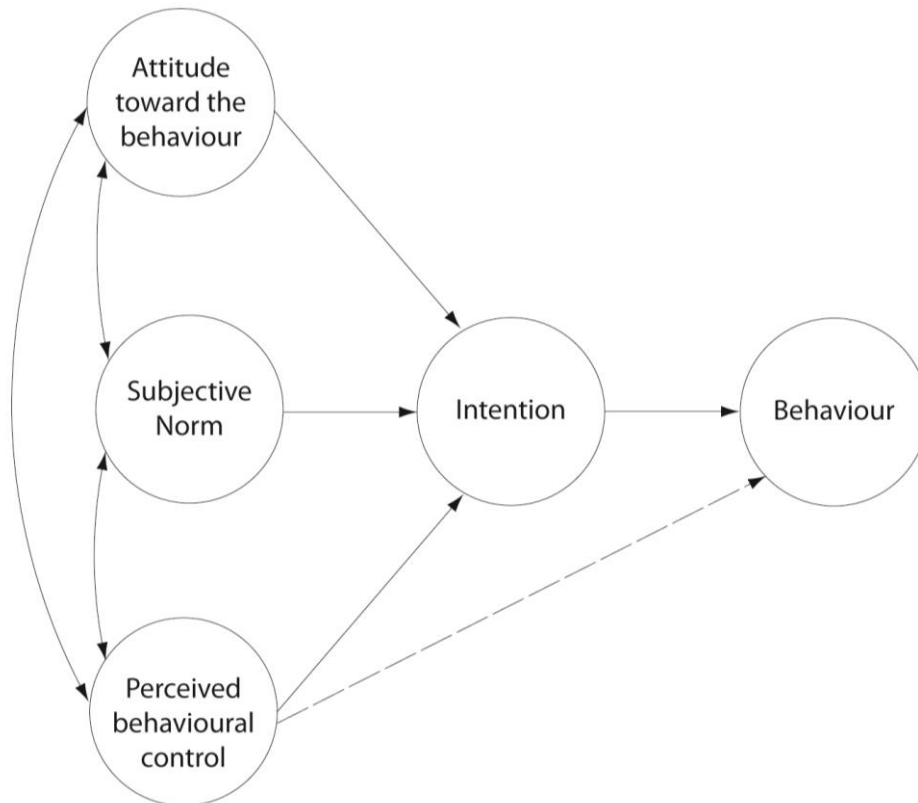 Attitude
toward the
behaviour
Subjective
Norm
Intention
Behaviour
Perceived
behavioural
control